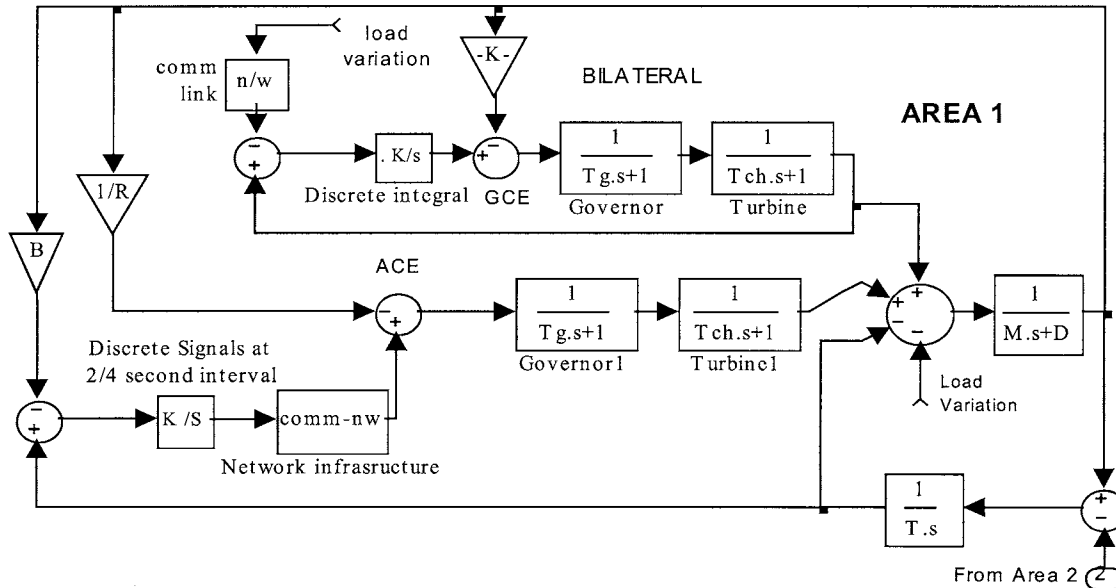 load
variation
comm
link
n/w
-K-
BILATERAL
AREA 1
-
+
. K/s
Discrete integral
+ -
GCE
1
Tg.s+1
Governor
1
Tch.s+1
Turbine
1/R
B
ACE
-
+
1
Tg.s+1
Governor1
1
Tch.s+1
Turbine1
+
+
-
-
1
M.s+D
Load
Variation
Discrete Signals at
2/4 second interval
-
+
K /S
comm-nw
Network infrasructure
1
T.s
+
-
From Area 2 2